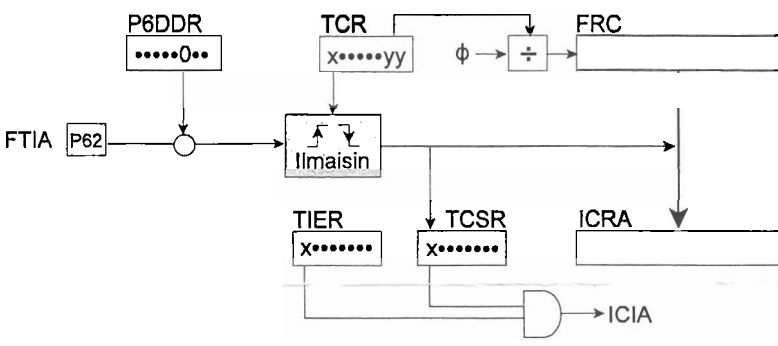 P6DDR TCR FRC
•••••0•• x•••••yy ϕ ÷
FTIA P62
Ilmaisin
TIER TCSR ICRA
x••••••• x•••••••
ICIA